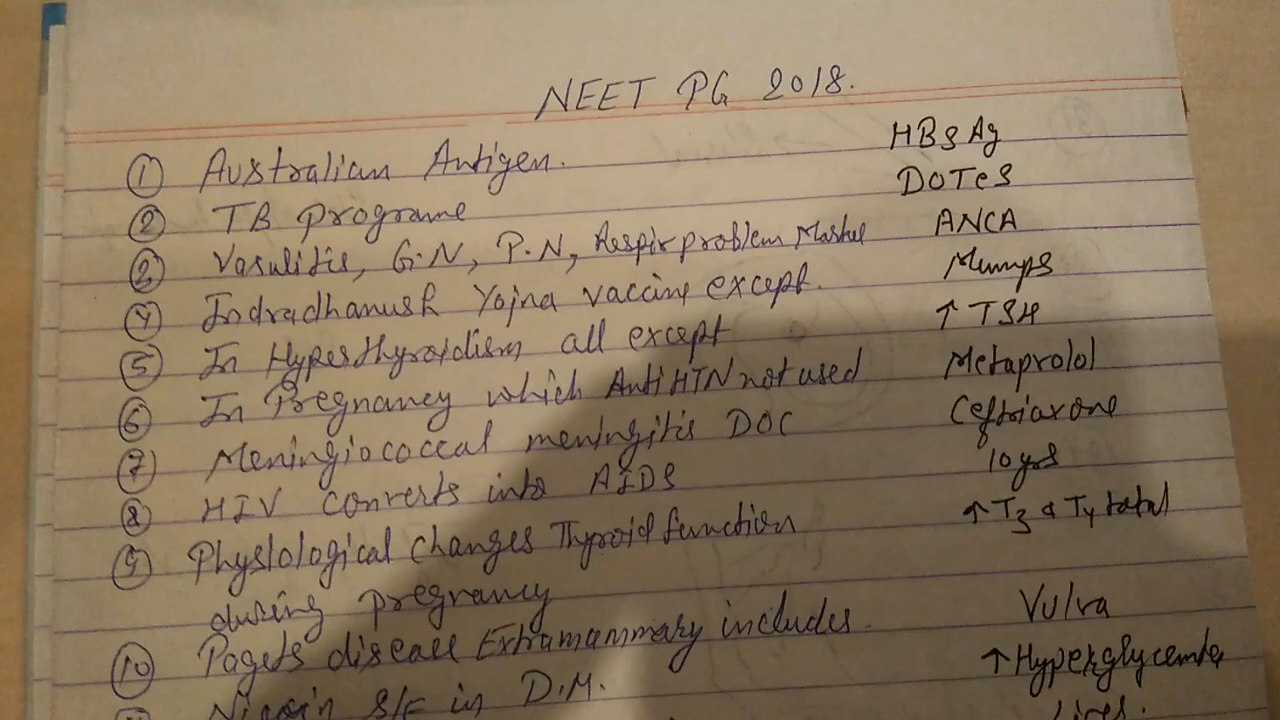 NEET PG 2018.
① Australian Antigen. HBSAg
② TB Programe DOTeS
③ Vasulitis, G.N, P.N, Respir problem ANCA
④ Indradhanush Yojna vaccine except. Mumps
⑤ In Hyperthyroidism all except ↑ TSH
⑥ In Pregnancy which Anti HTN not used Metaprolol
⑦ Meningiococcal meningitis DOC Ceftriaxone
⑧ HIV converts into AIDS 10 yrs
⑨ Physiological changes Thyroid function ↑ T3 & T4 total
during pregnancy
⑩ Pagets disease Extramammary includes. Vulva
Niacin S/E in D.M. ↑ Hyperglycemia